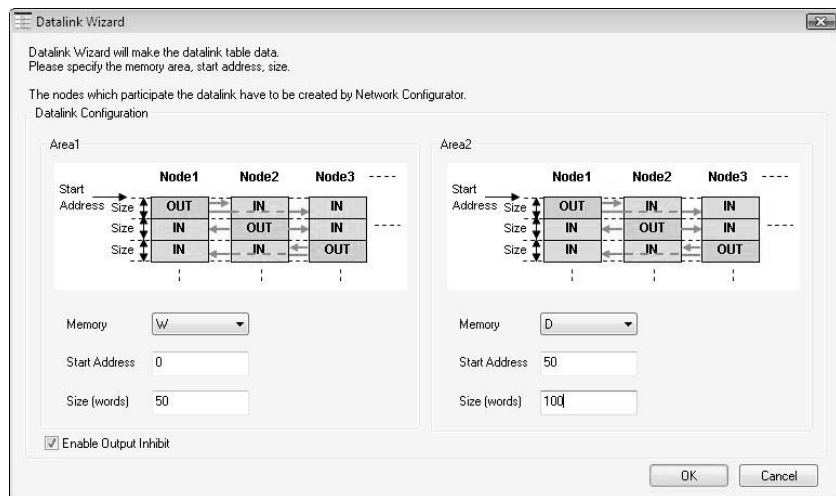 Datalink Wizard
Datalink Wizard will make the datalink table data.
Please specify the memory area, start address, size.
The nodes which participate the datalink have to be created by Network Configurator.
Datalink Configuration
Area1
Node1 Node2 Node3 ----
Start
Address Size OUT IN IN
Size IN OUT IN ----
Size IN IN OUT
Memory W
Start Address 0
Size (words) 50
Area2
Node1 Node2 Node3 ----
Start
Address Size OUT IN IN
Size IN OUT IN ----
Size IN IN OUT
Memory D
Start Address 50
Size (words) 100
Enable Output Inhibit
OK Cancel